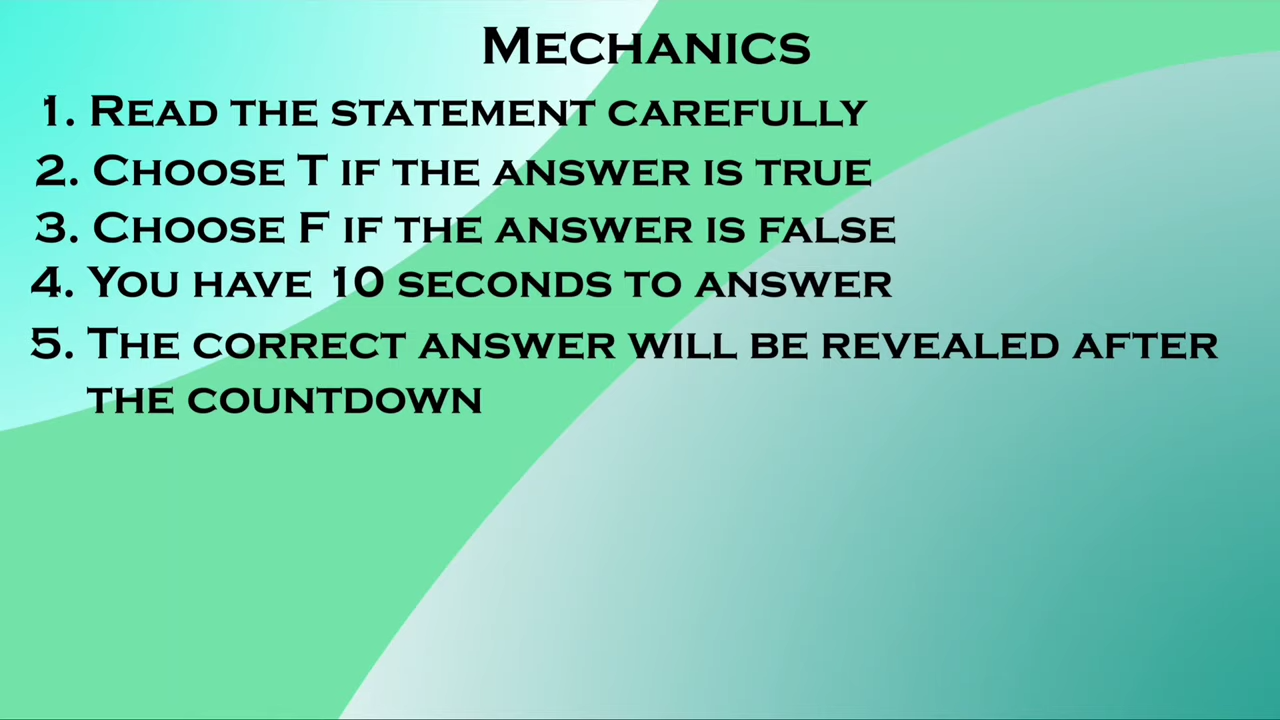 Mechanics
1. Read the statement carefully
2. Choose T if the answer is true
3. Choose F if the answer is false
4. You have 10 seconds to answer
5. The correct answer will be revealed after
the countdown